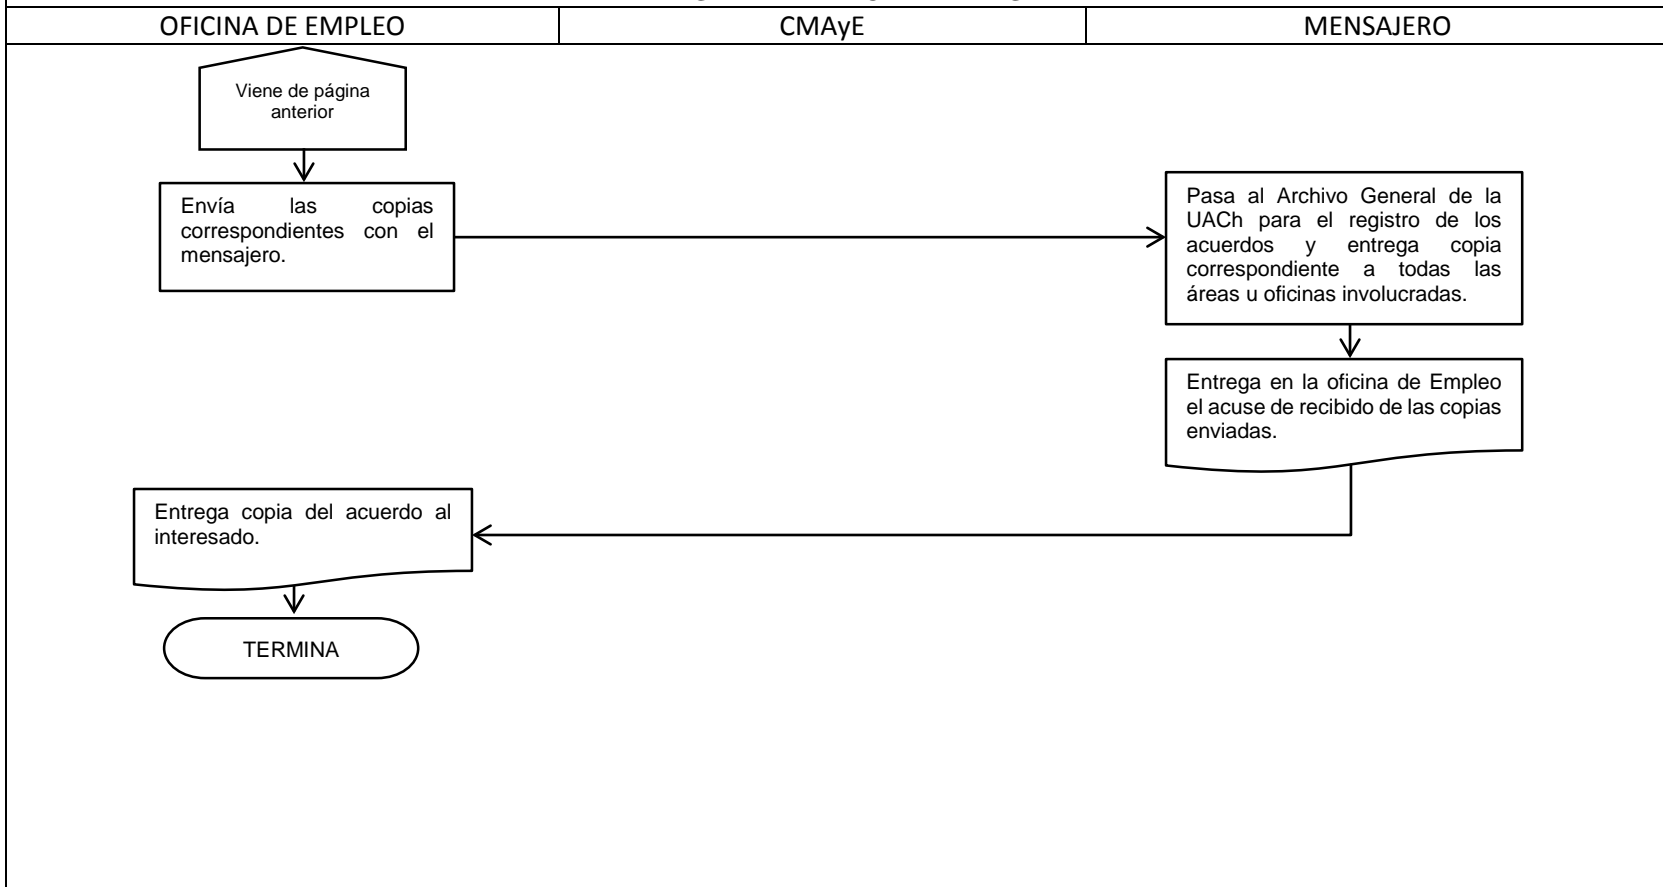 OFICINA DE EMPLEO
CMAyE
MENSAJERO
Viene de página
anterior
Envía las copias
correspondientes con el
mensajero.
Pasa al Archivo General de la
UACh para el registro de los
acuerdos y entrega copia
correspondiente a todas las
áreas u oficinas involucradas.
Entrega en la oficina de Empleo
el acuse de recibido de las copias
enviadas.
Entrega copia del acuerdo al
interesado.
TERMINA